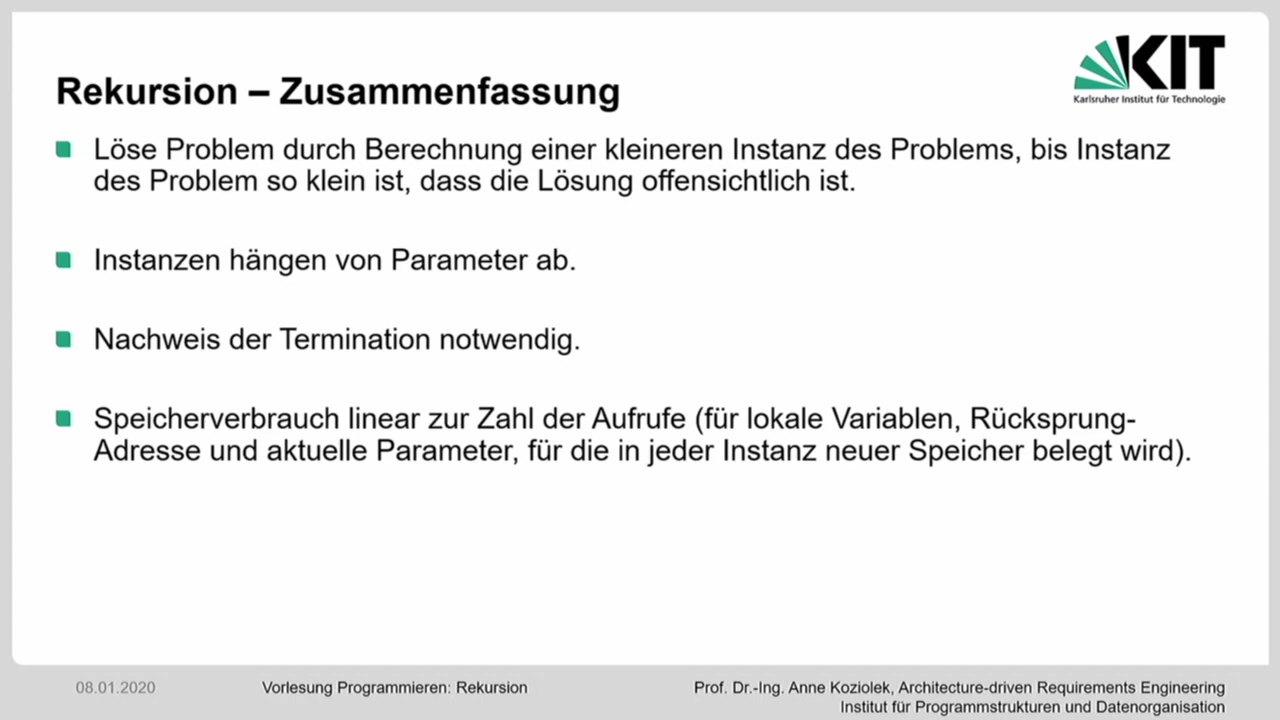 KIT
Karlsruher Institut für Technologie
Rekursion – Zusammenfassung
Löse Problem durch Berechnung einer kleineren Instanz des Problems, bis Instanz
des Problem so klein ist, dass die Lösung offensichtlich ist.
Instanzen hängen von Parameter ab.
Nachweis der Termination notwendig.
Speicherverbrauch linear zur Zahl der Aufrufe (für lokale Variablen, Rücksprung-
Adresse und aktuelle Parameter, für die in jeder Instanz neuer Speicher belegt wird).
08.01.2020
Vorlesung Programmieren: Rekursion
Prof. Dr.-Ing. Anne Koziolek, Architecture-driven Requirements Engineering
Institut für Programmstrukturen und Datenorganisation